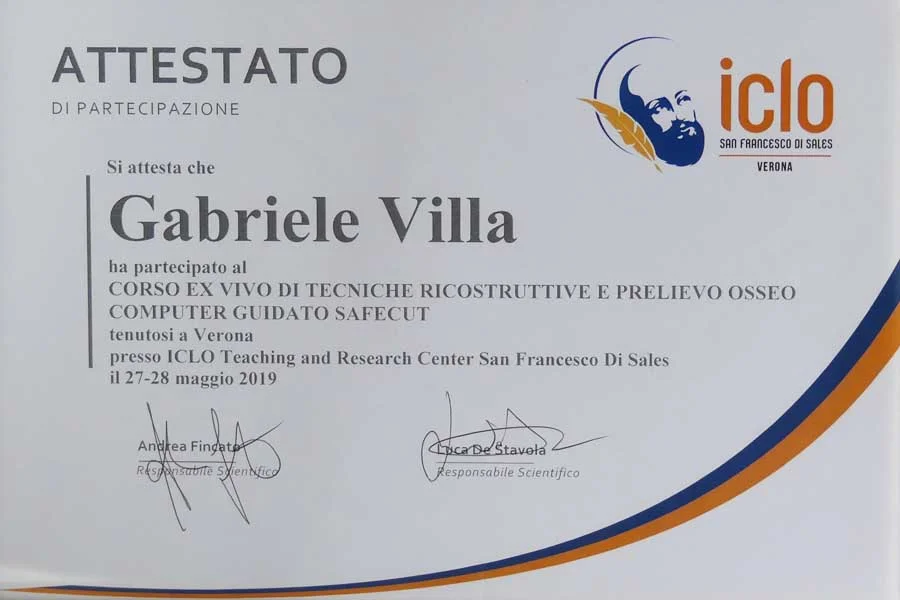 ATTESTATO
DI PARTECIPAZIONE
iclo
SAN FRANCESCO DI SALES
VERONA
Si attesta che
Gabriele Villa
ha partecipato al
CORSO EX VIVO DI TECNICHE RICOSTRUTTIVE E PRELIEVO OSSEO
COMPUTER GUIDATO SAFECUT
tenutosi a Verona
presso ICLO Teaching and Research Center San Francesco Di Sales
il 27-28 maggio 2019
Andrea Fincato
Responsabile Scientifico
Luca De Stavola
Responsabile Scientifico